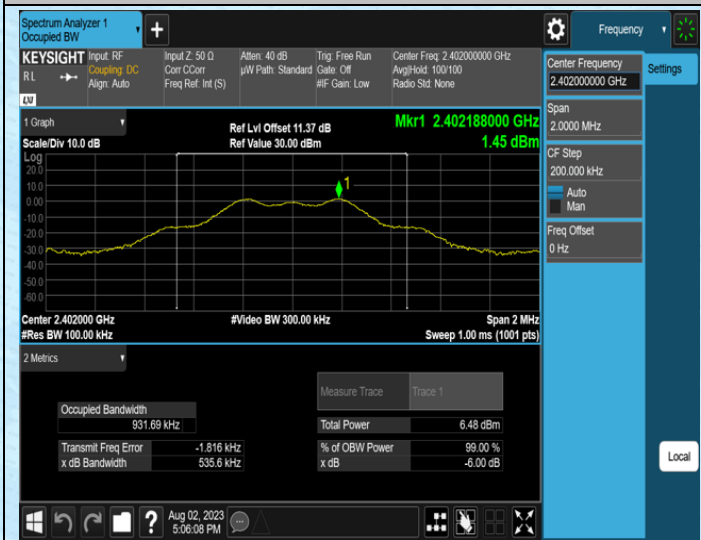 Spectrum Analyzer 1
Occupied BW
Frequency
KEYSIGHT
RL
Input: RF
Coupling: DC
Align: Auto
Input Z: 50 Ω
Corr CCorr
Freq Ref: Int (S)
Atten: 40 dB
µW Path: Standard
Trig: Free Run
Gate: Off
#IF Gain: Low
Center Freq: 2.402000000 GHz
Avg|Hold: 100/100
Radio Std: None
1 Graph
Scale/Div 10.0 dB
Ref Lvl Offset 11.37 dB
Ref Value 30.00 dBm
Mkr1 2.402188000 GHz
1.45 dBm
Log
20.0
10.0
0.00
-10.0
-20.0
-30.0
-40.0
-50.0
-60.0
1
Center 2.402000 GHz
#Res BW 100.00 kHz
#Video BW 300.00 kHz
Span 2 MHz
Sweep 1.00 ms (1001 pts)
2 Metrics
Measure Trace
Trace 1
Occupied Bandwidth
931.69 kHz
Total Power
6.48 dBm
Transmit Freq Error
-1.816 kHz
% of OBW Power
99.00 %
x dB Bandwidth
535.6 kHz
x dB
-6.00 dB
Center Frequency
2.402000000 GHz
Settings
Span
2.0000 MHz
CF Step
200.000 kHz
Auto
Man
Freq Offset
0 Hz
Local
?
Aug 02, 2023
5:06:08 PM